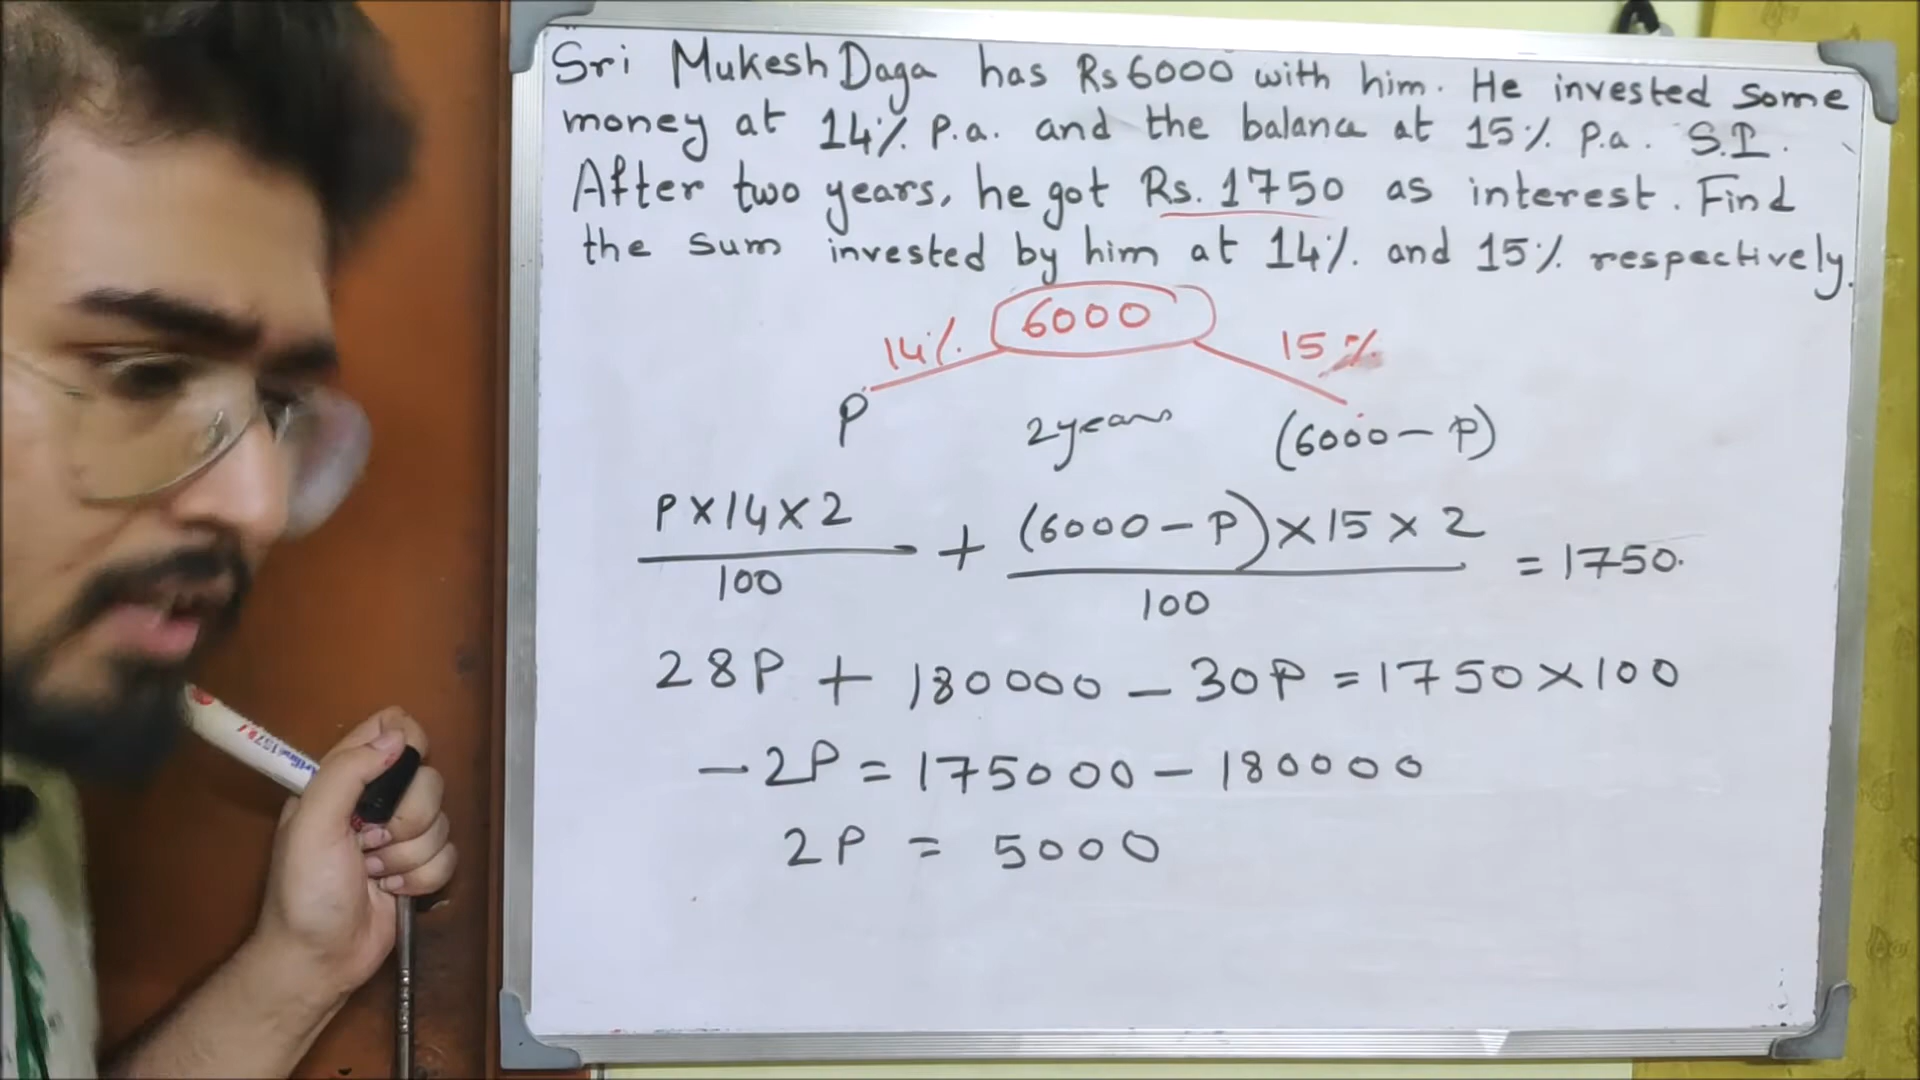 Sri Mukesh Daga has Rs 6000 with him. He invested some
money at 14% p.a. and the balance at 15% p.a. S.I.
After two years, he got Rs. 1750 as interest. Find
the sum invested by him at 14% and 15% respectively.
14% 6000 15%
P 2years (6000-P)
P×14×2/100 + (6000-P)×15×2/100 = 1750.
28P + 180000 - 30P = 1750×100
-2P = 175000 - 180000
2P = 5000